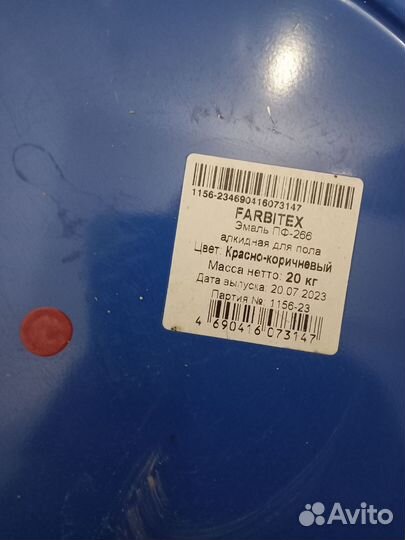 1156-234690416073147
FARBITEX
Эмаль ПФ-266
алкидная для пола
Цвет: Красно-коричневый
Масса нетто: 20 кг
Дата выпуска: 20.07.2023
Партия № 1156-23
4 690416 073147
Avito